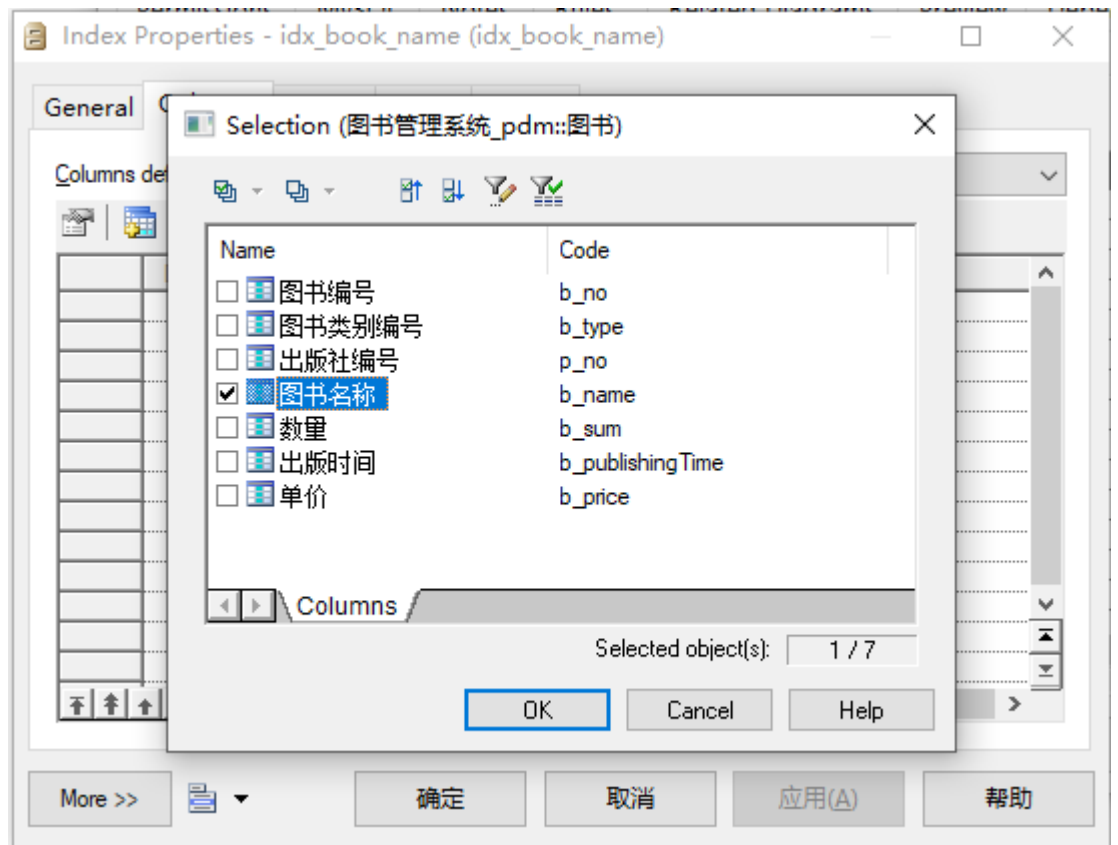 Index Properties - idx_book_name (idx_book_name)
General
Selection (图书管理系统_pdm::图书)
Columns def
Name Code
图书编号 b_no
图书类别编号 b_type
出版社编号 p_no
图书名称 b_name
数量 b_sum
出版时间 b_publishingTime
单价 b_price
Columns
Selected object(s): 1 / 7
OK Cancel Help
More >> 确定 取消 应用(A) 帮助